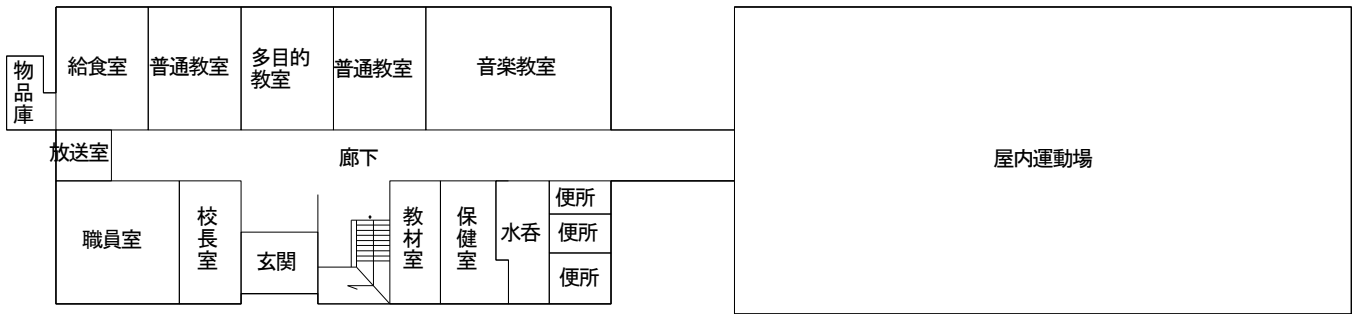 物品庫
給食室
普通教室
多目的
教室
普通教室
音楽教室
放送室
廊下
屋内運動場
職員室
校長室
玄関
教材室
保健室
水呑
便所
便所
便所